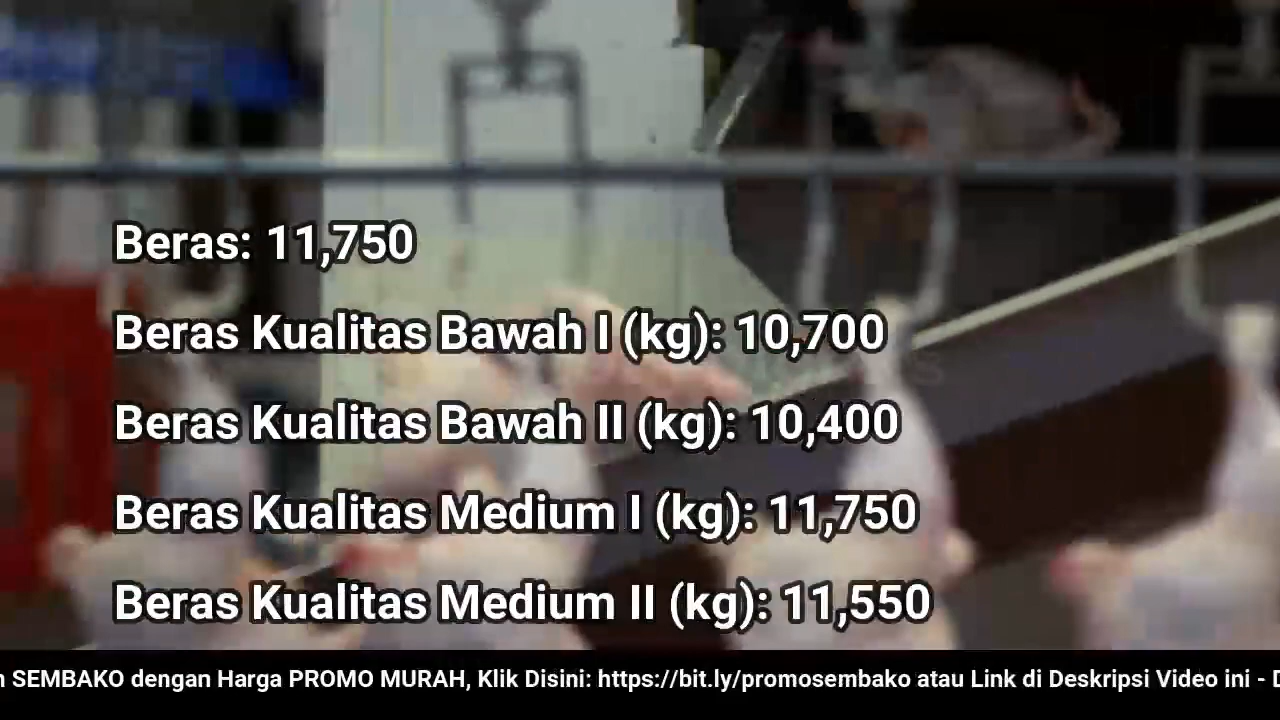 Beras: 11,750
Beras Kualitas Bawah I (kg): 10,700
Beras Kualitas Bawah II (kg): 10,400
Beras Kualitas Medium I (kg): 11,750
Beras Kualitas Medium II (kg): 11,550
SEMBAKO dengan Harga PROMO MURAH, Klik Disini: https://bit.ly/promosembako atau Link di Deskripsi Video ini -